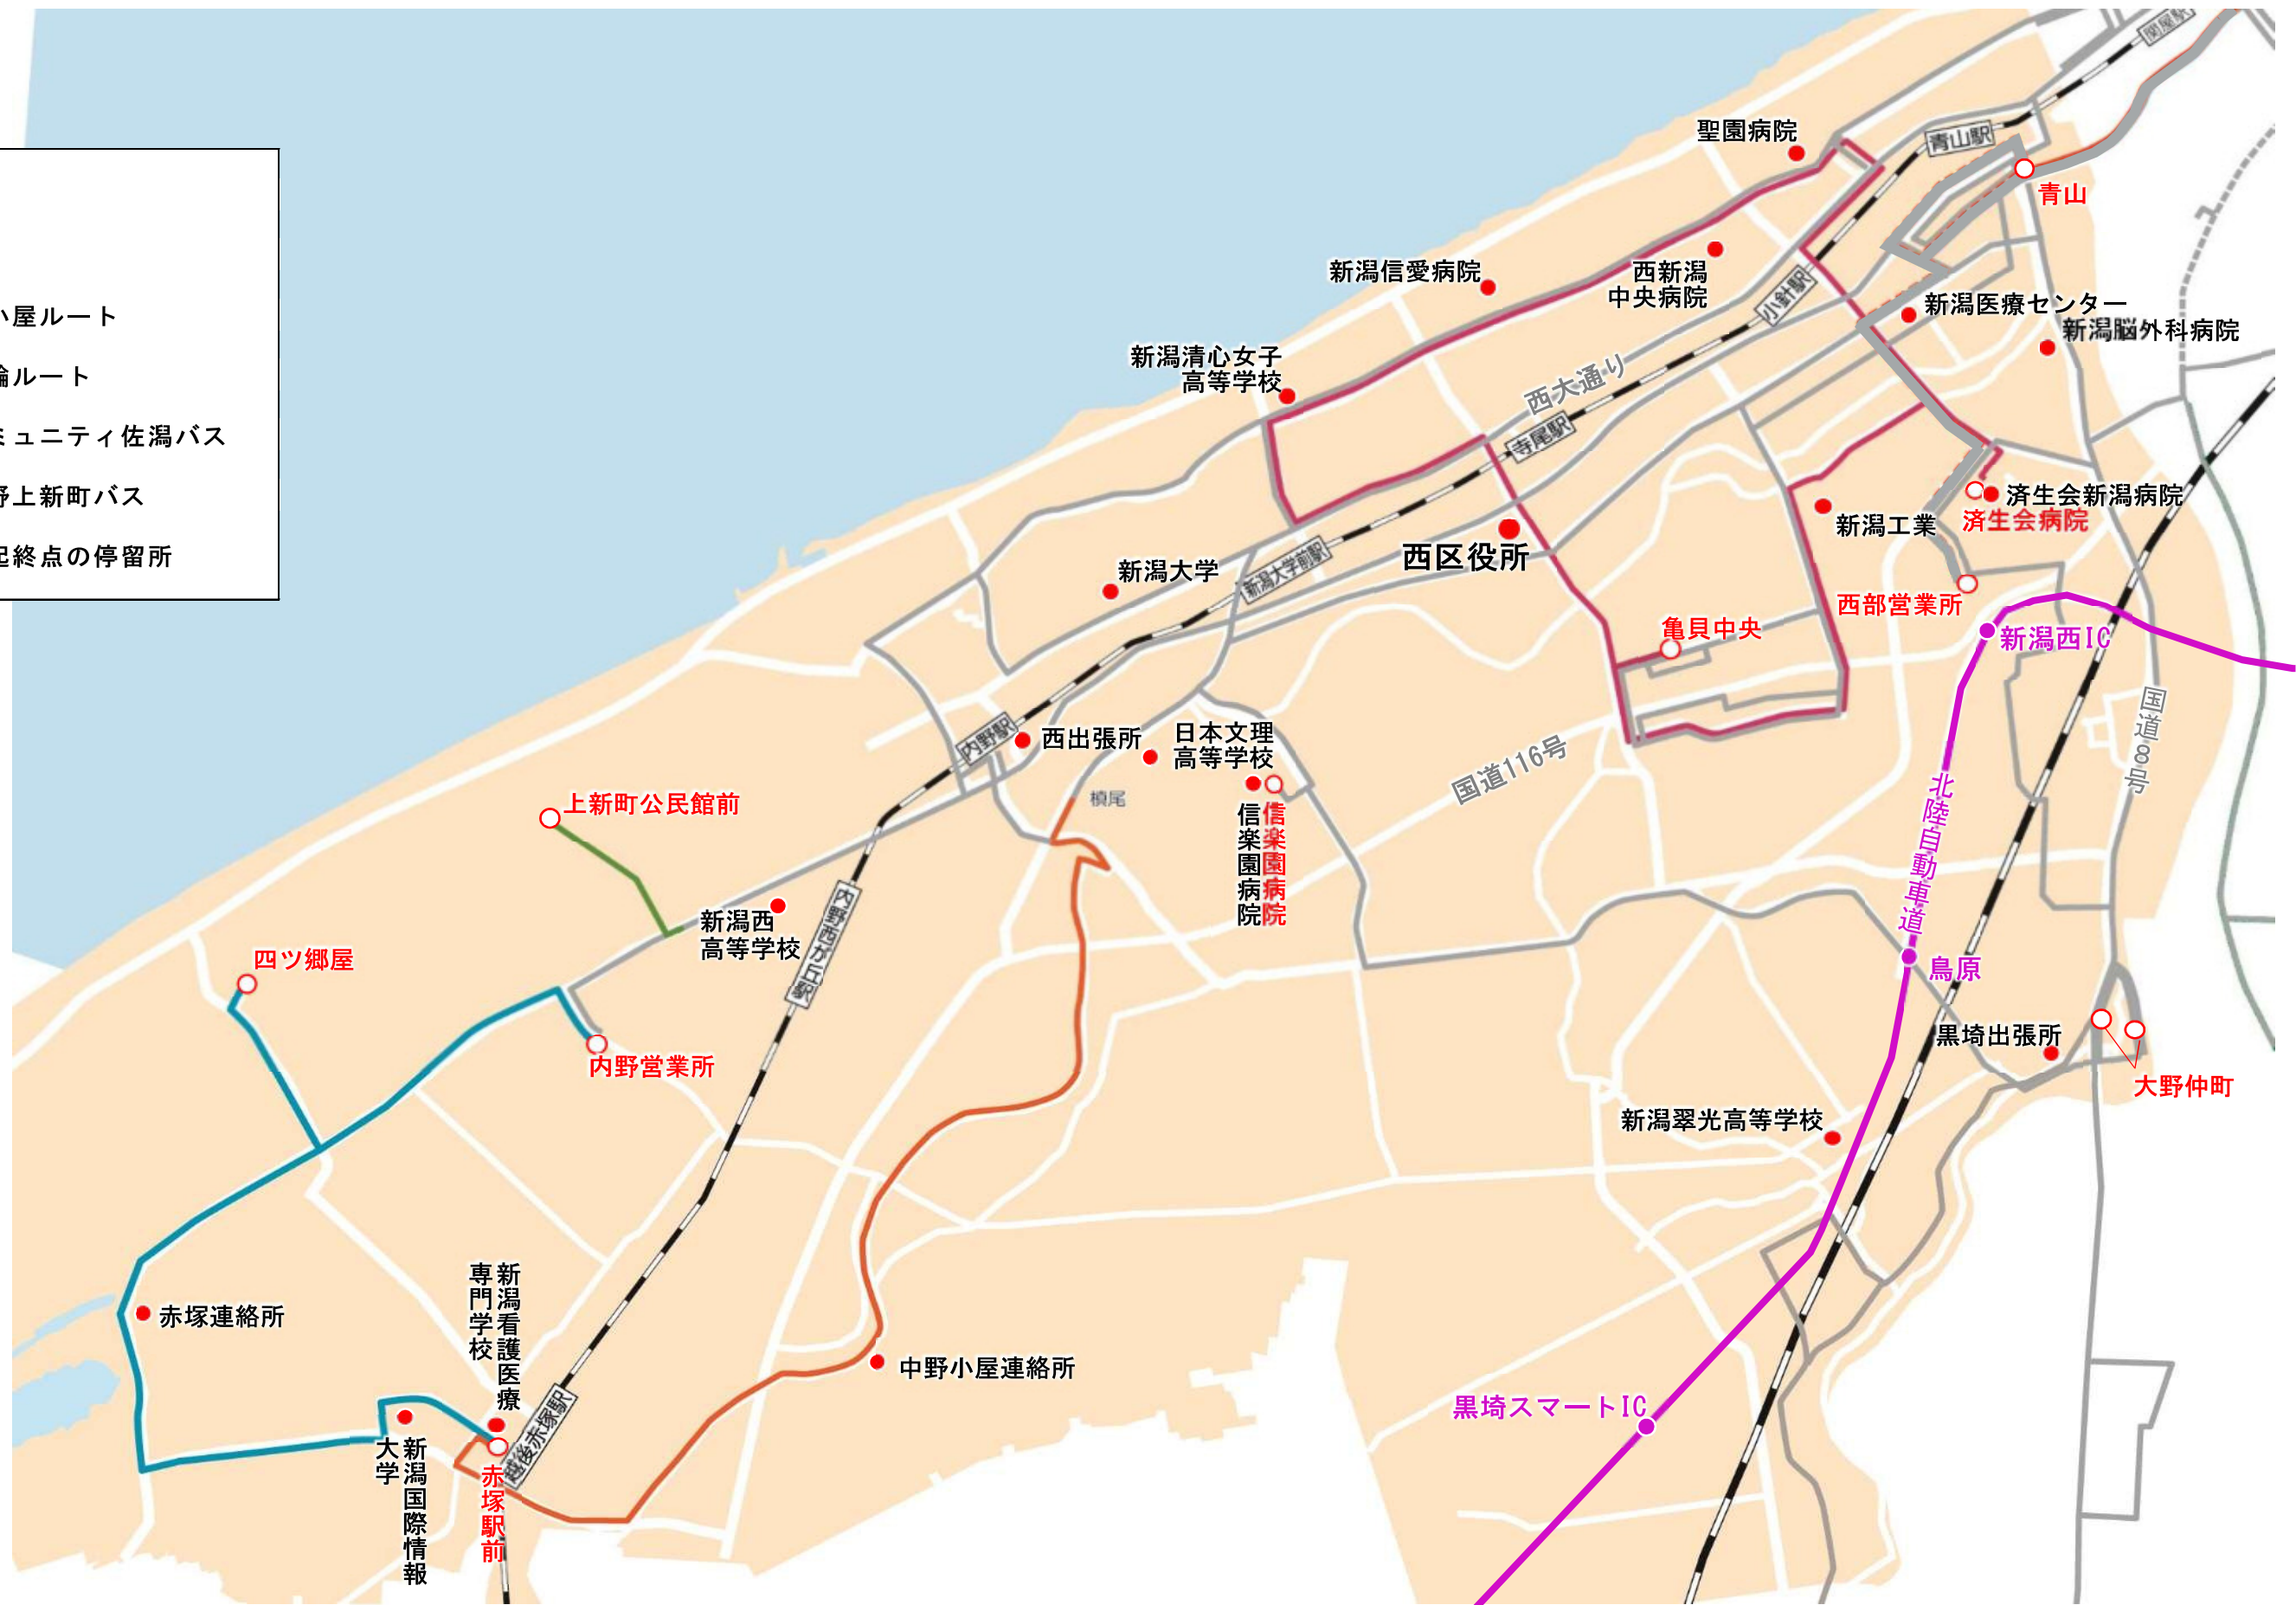 小屋ルート
輪ルート
ミュニティ佐潟バス
野上新町バス
起終点の停留所
関屋駅
青山駅
青山
聖園病院
西新潟
中央病院
新潟信愛病院
小針駅
新潟医療センター
新潟脳外科病院
新潟清心女子
高等学校
西大通り
寺尾駅
済生会新潟病院
済生会病院
新潟工業
西区役所
新潟大学前駅
新潟大学
西部営業所
亀貝中央
新潟西IC
国道8号
内野駅
西出張所
日本文理
高等学校
国道116号
槙尾
信楽園病院
信楽園病院
北陸自動車道
上新町公民館前
内野西が丘駅
新潟西
高等学校
四ツ郷屋
鳥原
内野営業所
黒埼出張所
大野仲町
新潟翠光高等学校
赤塚連絡所
新潟看護医療
専門学校
中野小屋連絡所
越後赤塚駅
黒埼スマートIC
新潟国際情報
大学
赤塚駅前